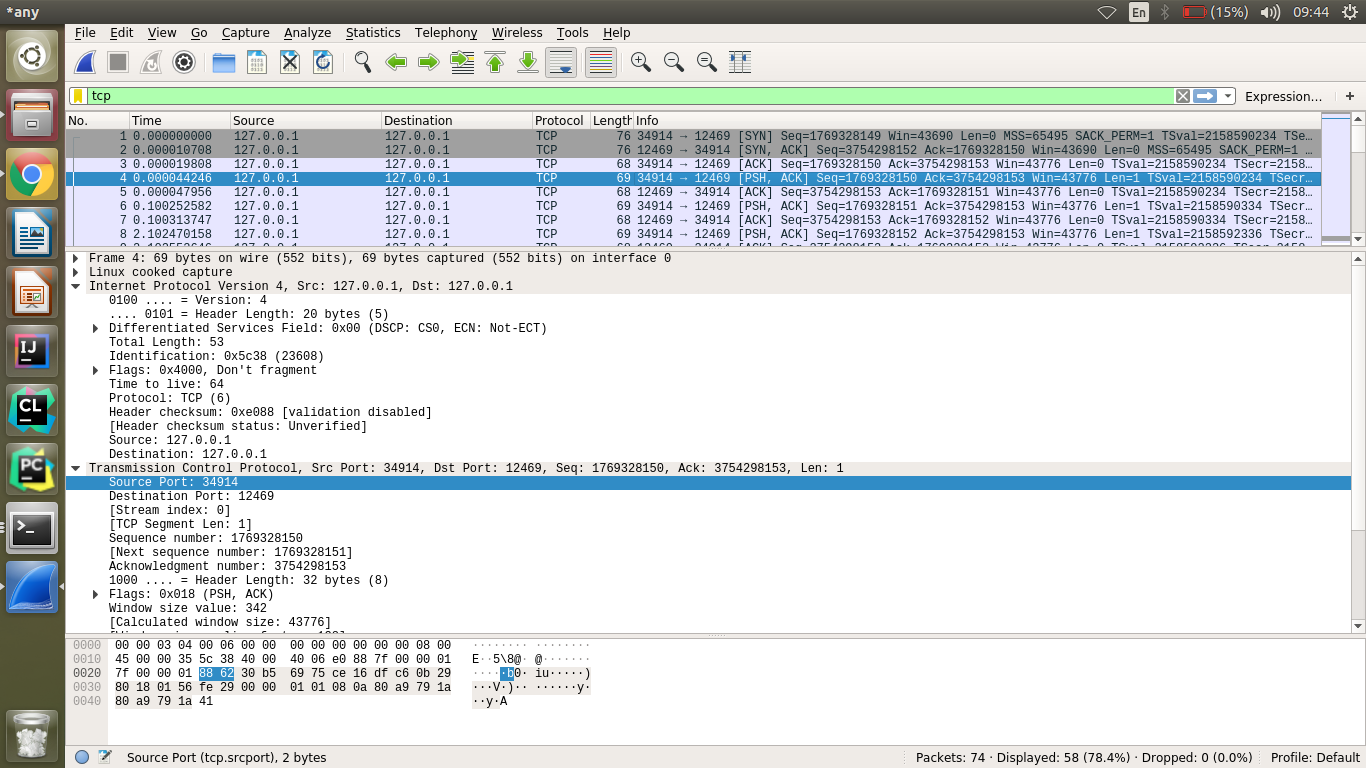 *any
En
(15%)
09:44
File Edit View Go Capture Analyze Statistics Telephony Wireless Tools Help
tcp
Expression…
+
No. Time Source Destination Protocol Length Info
1 0.000000000 127.0.0.1 127.0.0.1 TCP 76 34914 → 12469 [SYN] Seq=1769328149 Win=43690 Len=0 MSS=65495 SACK_PERM=1 TSval=2158590234 TSe…
2 0.000010708 127.0.0.1 127.0.0.1 TCP 76 12469 → 34914 [SYN, ACK] Seq=3754298152 Ack=1769328150 Win=43690 Len=0 MSS=65495 SACK_PERM=1 …
3 0.000019808 127.0.0.1 127.0.0.1 TCP 68 34914 → 12469 [ACK] Seq=1769328150 Ack=3754298153 Win=43776 Len=0 TSval=2158590234 TSecr=2158…
4 0.000044246 127.0.0.1 127.0.0.1 TCP 69 34914 → 12469 [PSH, ACK] Seq=1769328150 Ack=3754298153 Win=43776 Len=1 TSval=2158590234 TSecr…
5 0.000047956 127.0.0.1 127.0.0.1 TCP 68 12469 → 34914 [ACK] Seq=3754298153 Ack=1769328151 Win=43776 Len=0 TSval=2158590234 TSecr=2158…
6 0.100252582 127.0.0.1 127.0.0.1 TCP 69 34914 → 12469 [PSH, ACK] Seq=1769328151 Ack=3754298153 Win=43776 Len=1 TSval=2158590334 TSecr…
7 0.100313747 127.0.0.1 127.0.0.1 TCP 68 12469 → 34914 [ACK] Seq=3754298153 Ack=1769328152 Win=43776 Len=0 TSval=2158590334 TSecr=2158…
8 2.102470158 127.0.0.1 127.0.0.1 TCP 69 34914 → 12469 [PSH, ACK] Seq=1769328152 Ack=3754298153 Win=43776 Len=1 TSval=2158592336 TSecr…
Frame 4: 69 bytes on wire (552 bits), 69 bytes captured (552 bits) on interface 0
Linux cooked capture
Internet Protocol Version 4, Src: 127.0.0.1, Dst: 127.0.0.1
0100 .... = Version: 4
.... 0101 = Header Length: 20 bytes (5)
Differentiated Services Field: 0x00 (DSCP: CS0, ECN: Not-ECT)
Total Length: 53
Identification: 0x5c38 (23608)
Flags: 0x4000, Don't fragment
Time to live: 64
Protocol: TCP (6)
Header checksum: 0xe088 [validation disabled]
[Header checksum status: Unverified]
Source: 127.0.0.1
Destination: 127.0.0.1
Transmission Control Protocol, Src Port: 34914, Dst Port: 12469, Seq: 1769328150, Ack: 3754298153, Len: 1
Source Port: 34914
Destination Port: 12469
[Stream index: 0]
[TCP Segment Len: 1]
Sequence number: 1769328150
[Next sequence number: 1769328151]
Acknowledgment number: 3754298153
1000 .... = Header Length: 32 bytes (8)
Flags: 0x018 (PSH, ACK)
Window size value: 342
[Calculated window size: 43776]
0000 00 00 03 04 00 06 00 00 00 00 00 00 00 00 08 00 ········ ········
0010 45 00 00 35 5c 38 40 00 40 06 e0 88 7f 00 00 01 E··5\8@· @·······
0020 7f 00 00 01 88 62 30 b5 69 75 ce 16 df c6 0b 29 ·····b0· iu·····)
0030 80 18 01 56 fe 29 00 00 01 01 08 0a 80 a9 79 1a ···V·)·· ······y·
0040 80 a9 79 1a 41 ··y·A
Source Port (tcp.srcport), 2 bytes
Packets: 74 · Displayed: 58 (78.4%) · Dropped: 0 (0.0%)
Profile: Default
IJ
CL
PC
>_